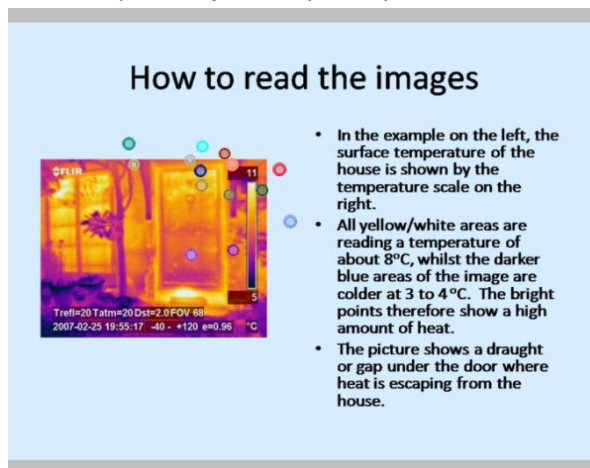 How to read the images
• In the example on the left, the
surface temperature of the
house is shown by the
temperature scale on the
right.
• All yellow/white areas are
reading a temperature of
about 8°C, whilst the darker
blue areas of the image are
colder at 3 to 4°C. The bright
points therefore show a high
amount of heat.
• The picture shows a draught
or gap under the door where
heat is escaping from the
house.
FLIR
11
5
Trefl=20 Tatm=20 Dst=2.0 FOV 68
2007-02-25 19:55:17 -40 - +120 e=0.96 °C